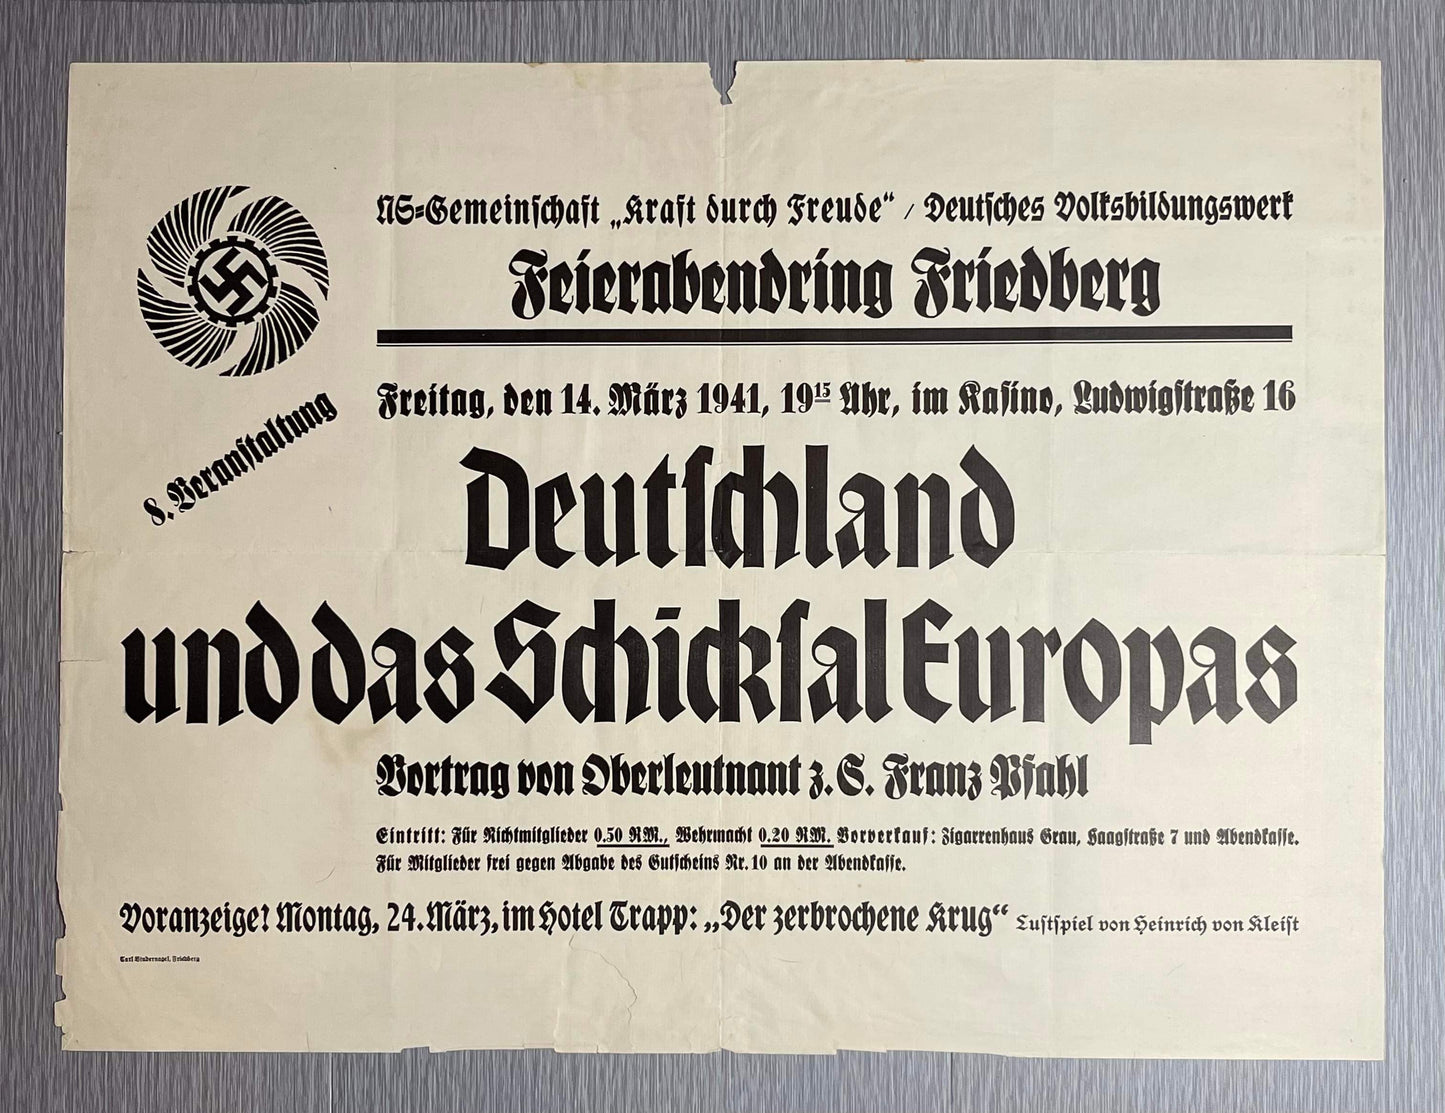 NS=Gemeinschaft „Kraft durch Freude“ / Deutsches Volksbildungswerk
Feierabendring Friedberg
8. Veranstaltung
Freitag, den 14. März 1941, 19¹⁵ Uhr, im Kasino, Ludwigstraße 16
Deutschland
und das Schicksal Europas
Vortrag von Oberleutnant z. S. Franz Pfahl
Eintritt: Für Nichtmitglieder 0.50 RM., Wehrmacht 0.20 RM. Vorverkauf: Zigarrenhaus Grau, Haagstraße 7 und Abendkasse.
Für Mitglieder frei gegen Abgabe des Gutscheins Nr. 10 an der Abendkasse.
Voranzeige! Montag, 24. März, im Hotel Trapp: „Der zerbrochene Krug“ Lustspiel von Heinrich von Kleist
Carl Bindernagel, Friedberg